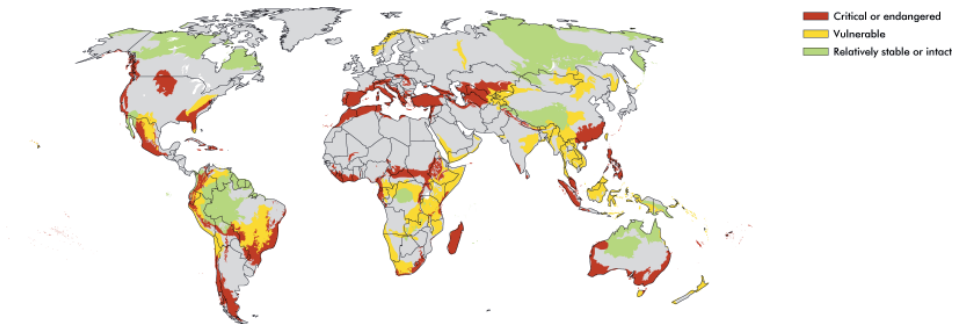 Critical or endangered
Vulnerable
Relatively stable or intact